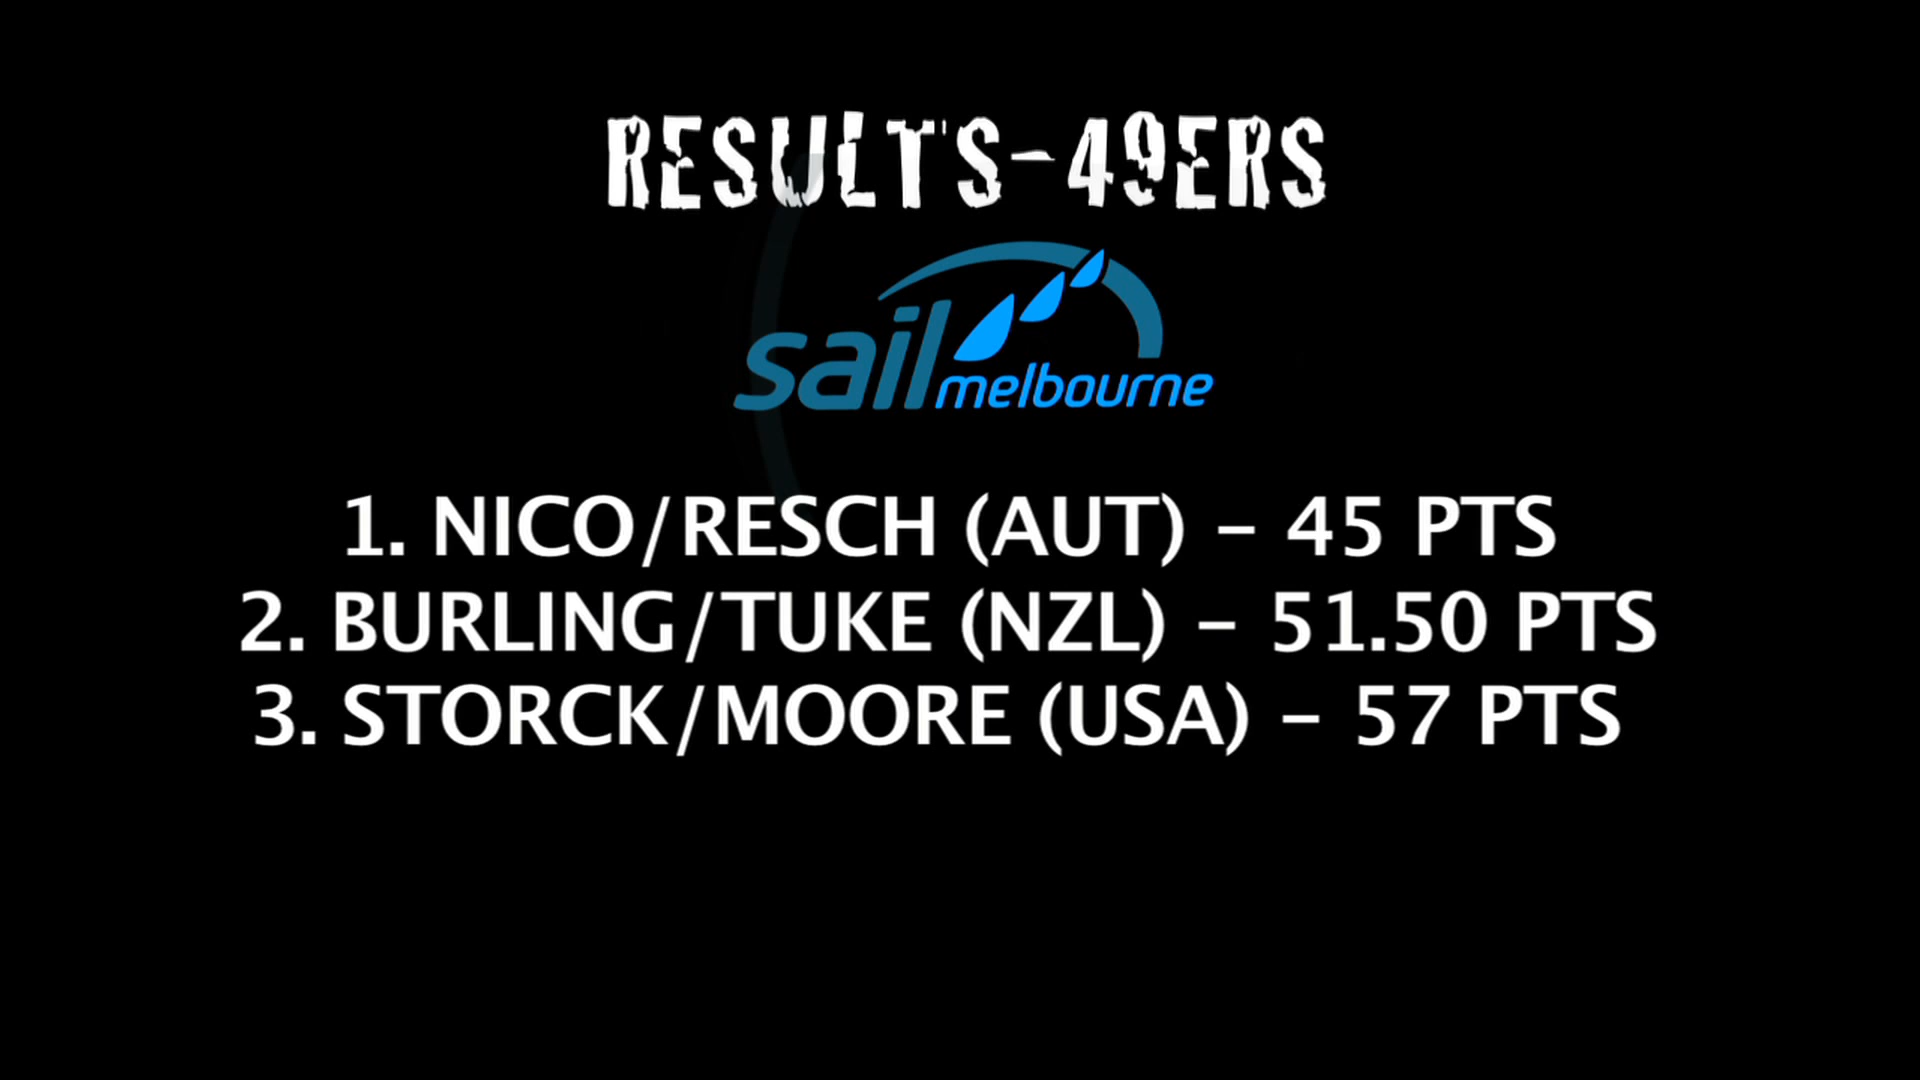 RESULTS-49ERS
sail
melbourne
1. NICO/RESCH (AUT) - 45 PTS
2. BURLING/TUKE (NZL) - 51.50 PTS
3. STORCK/MOORE (USA) - 57 PTS